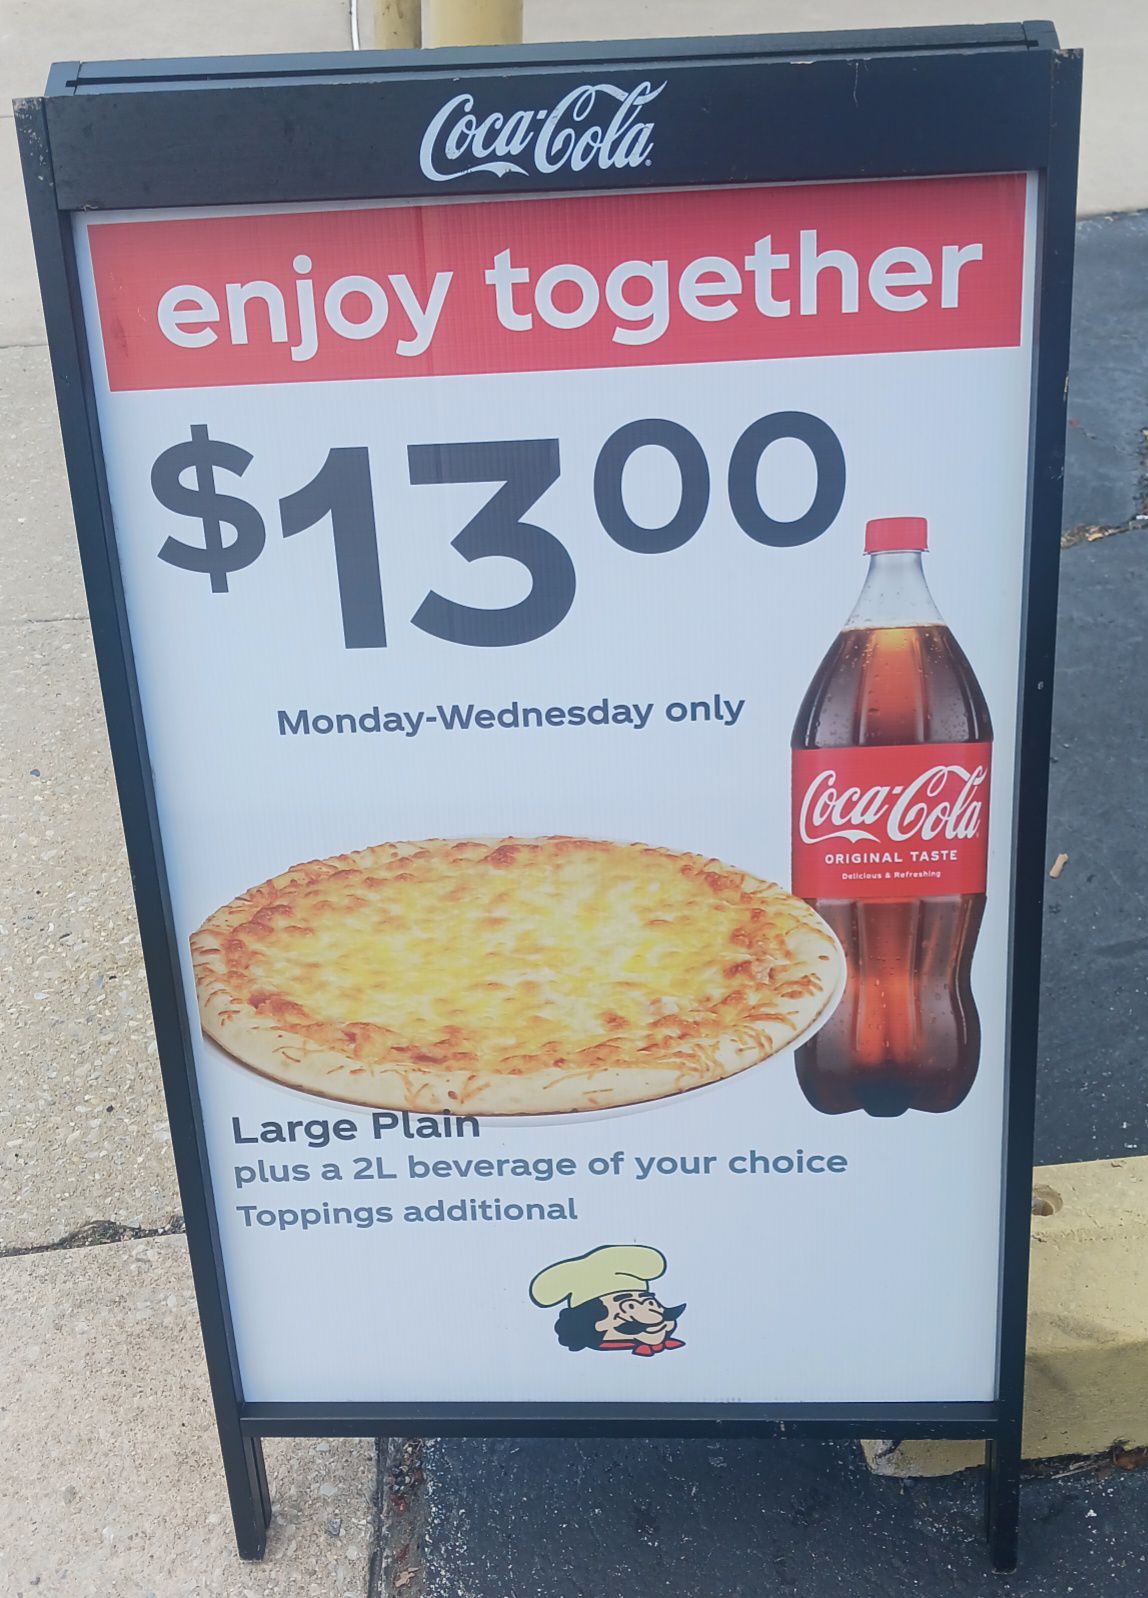 Coca-Cola
enjoy together
$13.00
Monday-Wednesday only
Coca-Cola
ORIGINAL TASTE
Delicious & Refreshing
Large Plain
plus a 2L beverage of your choice
Toppings additional